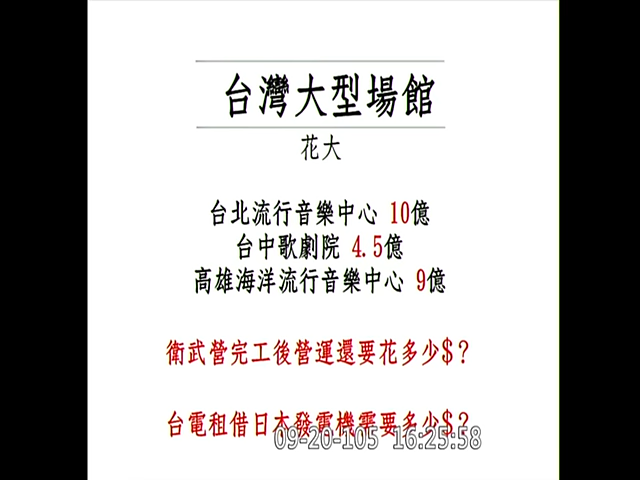 台灣大型場館
花大
台北流行音樂中心 10億
台中歌劇院 4.5億
高雄海洋流行音樂中心 9億
衛武營完工後營運還要花多少$?
台電租借日本發電機需要多少$?
09-20-105 16:25:58